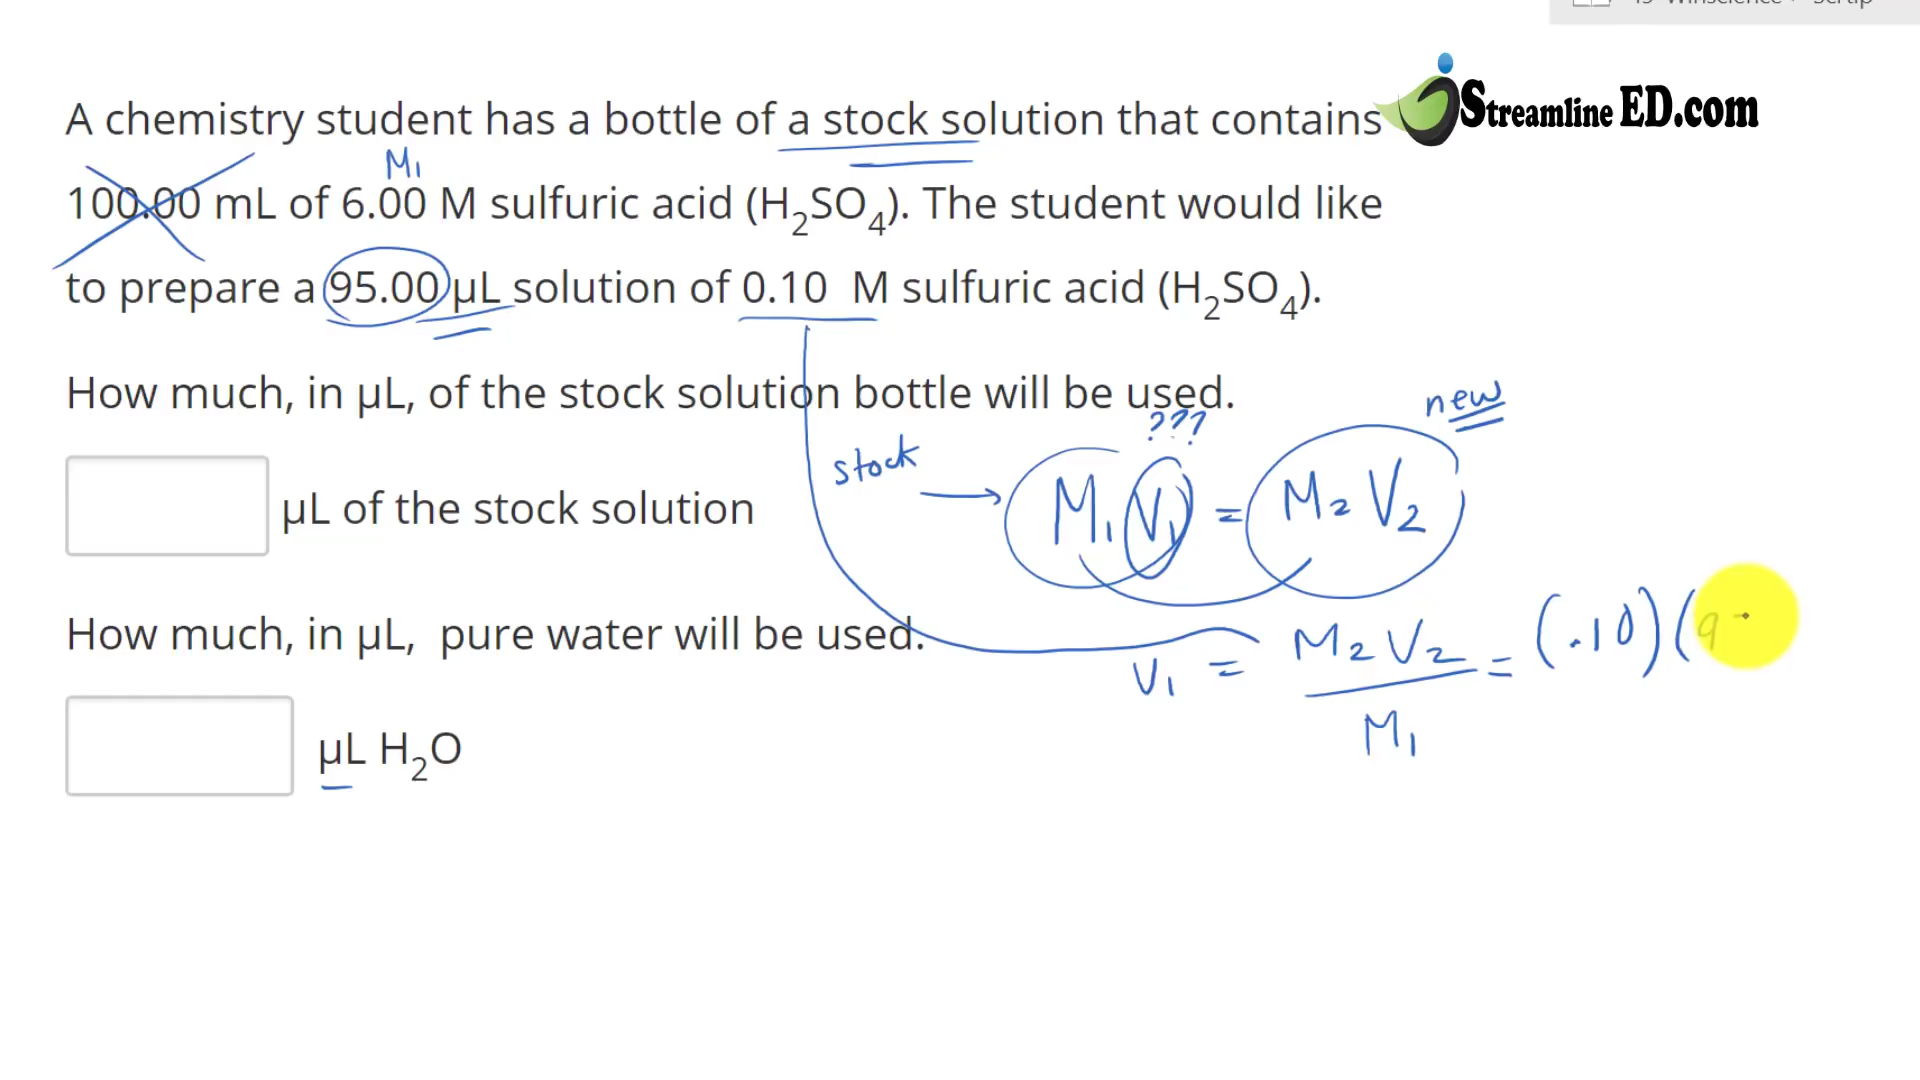 StreamlineED.com
A chemistry student has a bottle of a stock solution that contains
M₁
100.00 mL of 6.00 M sulfuric acid (H₂SO₄). The student would like
to prepare a 95.00 µL solution of 0.10 M sulfuric acid (H₂SO₄).
How much, in µL, of the stock solution bottle will be used.
new
???
stock
M₁V₁ = M₂V₂
µL of the stock solution
How much, in µL, pure water will be used.
V₁ = M₂V₂ = (.10)(9
M₁
µL H₂O